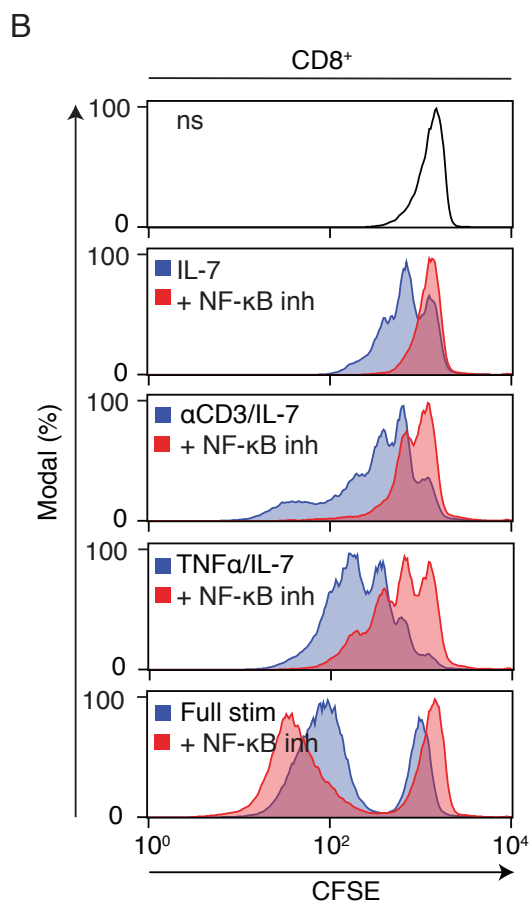 B
CD8⁺
100
ns
0
100
IL-7
+ NF-κB inh
0
100
αCD3/IL-7
+ NF-κB inh
0
100
TNFα/IL-7
+ NF-κB inh
0
100
Full stim
+ NF-κB inh
0
Modal (%)
10⁰ 10² 10⁴
CFSE